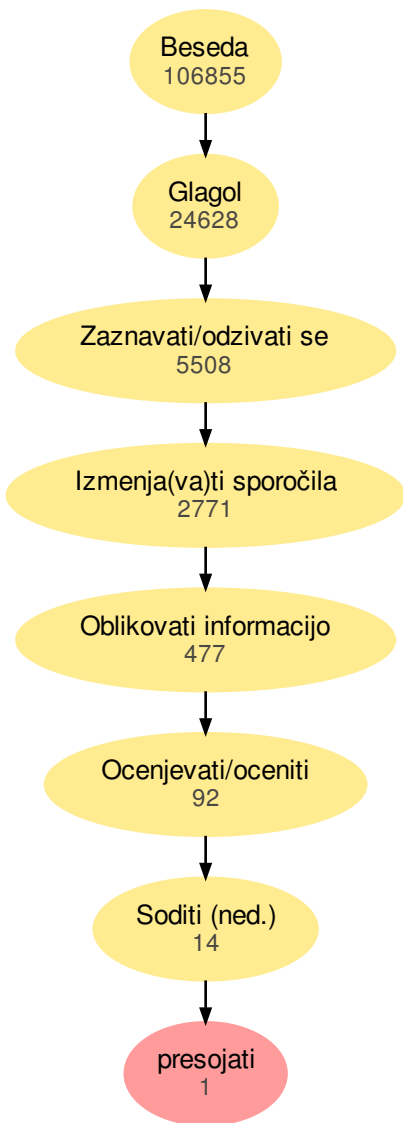 Beseda
106855
Glagol
24628
Zaznavati/odzivati se
5508
Izmenja(va)ti sporočila
2771
Oblikovati informacijo
477
Ocenjevati/oceniti
92
Soditi (ned.)
14
presojati
1